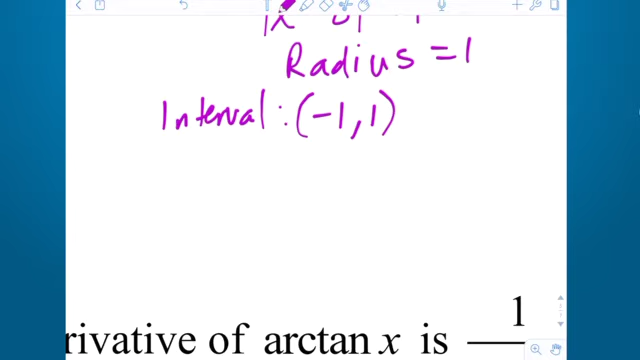 Radius = 1
Interval: (-1, 1)
rivative of arctan x is 1